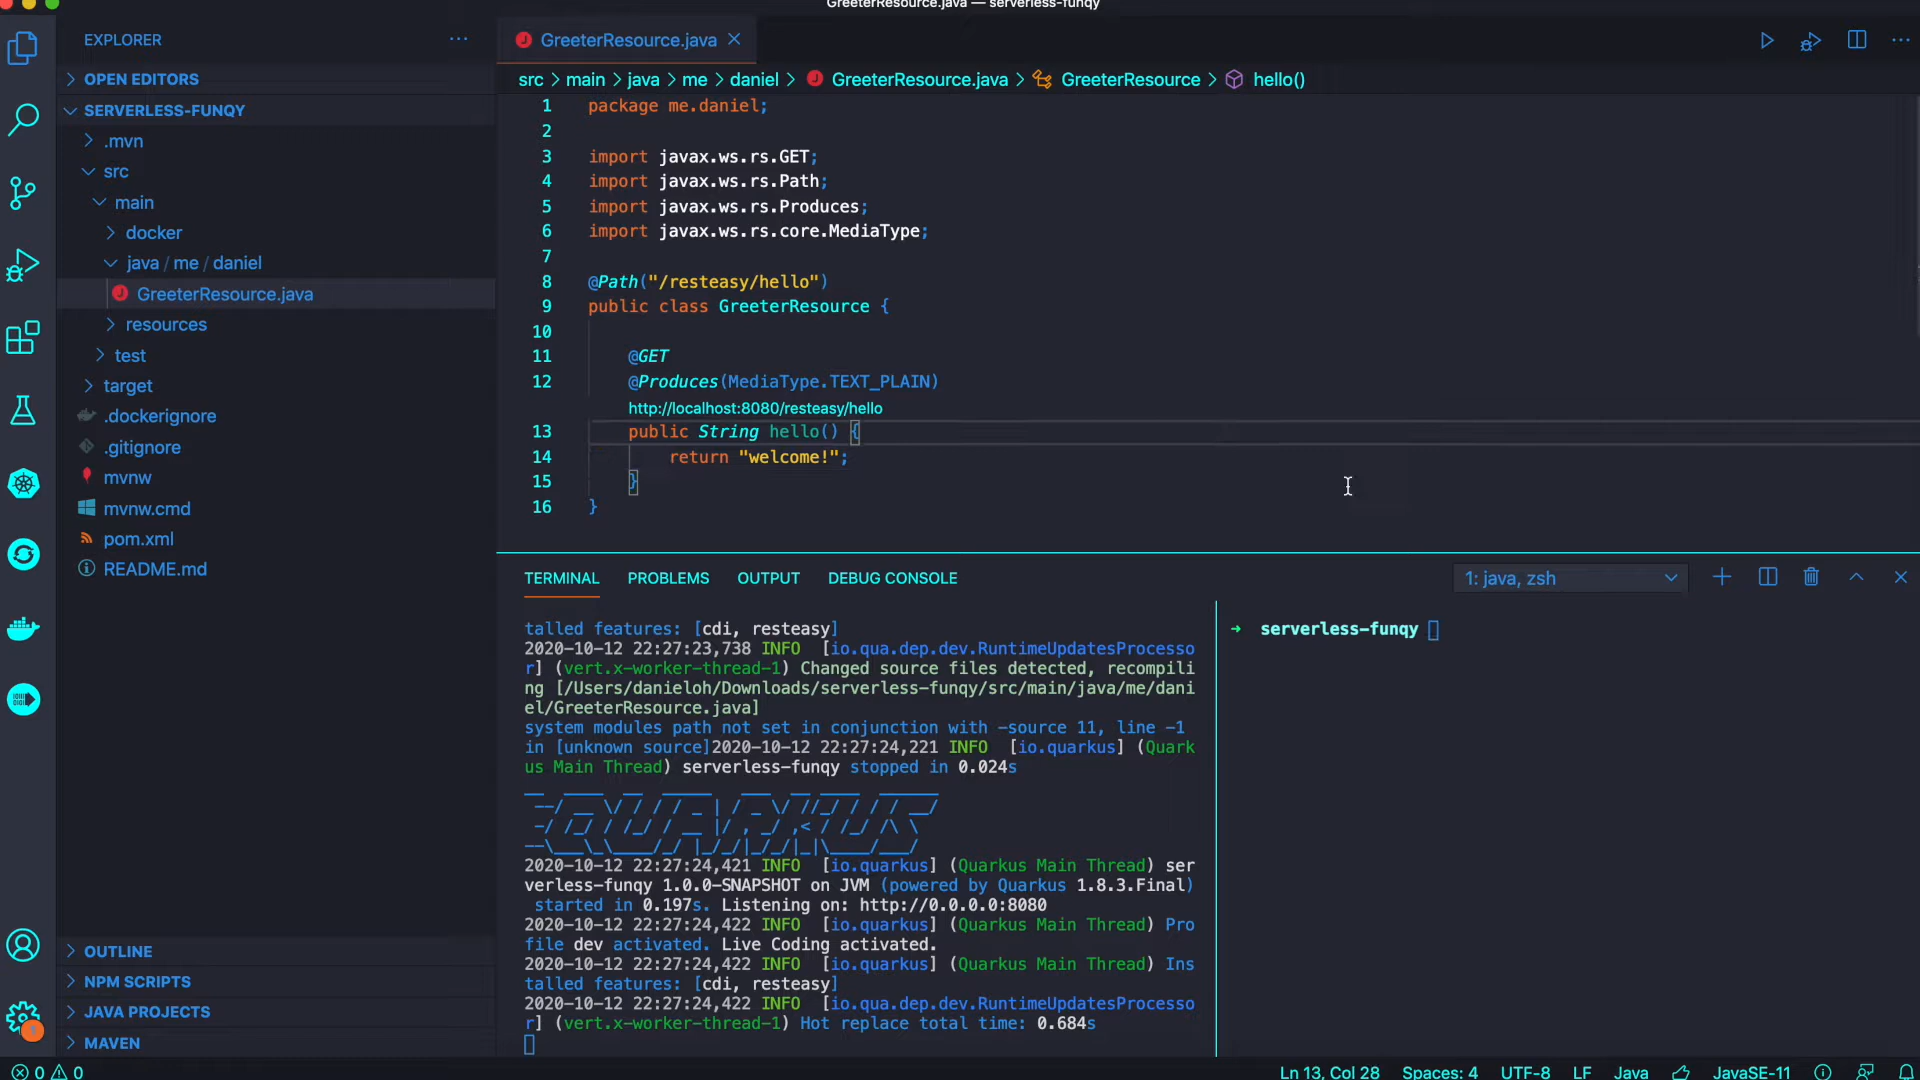 GreeterResource.java — serverless-funqy
EXPLORER
OPEN EDITORS
SERVERLESS-FUNQY
.mvn
src
main
docker
java / me / daniel
GreeterResource.java
resources
test
target
.dockerignore
.gitignore
mvnw
mvnw.cmd
pom.xml
README.md
OUTLINE
NPM SCRIPTS
JAVA PROJECTS
MAVEN
GreeterResource.java
src > main > java > me > daniel > GreeterResource.java > GreeterResource > hello()
1 package me.daniel;
2
3 import javax.ws.rs.GET;
4 import javax.ws.rs.Path;
5 import javax.ws.rs.Produces;
6 import javax.ws.rs.core.MediaType;
7
8 @Path("/resteasy/hello")
9 public class GreeterResource {
10
11 @GET
12 @Produces(MediaType.TEXT_PLAIN)
http://localhost:8080/resteasy/hello
13 public String hello() {
14 return "welcome!";
15 }
16 }
TERMINAL PROBLEMS OUTPUT DEBUG CONSOLE
1: java, zsh
talled features: [cdi, resteasy]
2020-10-12 22:27:23,738 INFO [io.qua.dep.dev.RuntimeUpdatesProcesso
r] (vert.x-worker-thread-1) Changed source files detected, recompili
ng [/Users/danieloh/Downloads/serverless-funqy/src/main/java/me/dani
el/GreeterResource.java]
system modules path not set in conjunction with -source 11, line -1
in [unknown source]2020-10-12 22:27:24,221 INFO [io.quarkus] (Quark
us Main Thread) serverless-funqy stopped in 0.024s
__ ____ __ _____ ___ __ ____ ______
--/ __ \/ / / / _ | / _ \/ //_/ / / / __/
-/ /_/ / /_/ / __ |/ , _/ ,< / /_/ /\ \
--\___\_\____/_/ |_/_/|_/_/|_|\____/___/
2020-10-12 22:27:24,421 INFO [io.quarkus] (Quarkus Main Thread) ser
verless-funqy 1.0.0-SNAPSHOT on JVM (powered by Quarkus 1.8.3.Final)
started in 0.197s. Listening on: http://0.0.0.0:8080
2020-10-12 22:27:24,422 INFO [io.quarkus] (Quarkus Main Thread) Pro
file dev activated. Live Coding activated.
2020-10-12 22:27:24,422 INFO [io.quarkus] (Quarkus Main Thread) Ins
talled features: [cdi, resteasy]
2020-10-12 22:27:24,422 INFO [io.qua.dep.dev.RuntimeUpdatesProcesso
r] (vert.x-worker-thread-1) Hot replace total time: 0.684s
→ serverless-funqy
0 0
Ln 13, Col 28 Spaces: 4 UTF-8 LF Java JavaSE-11